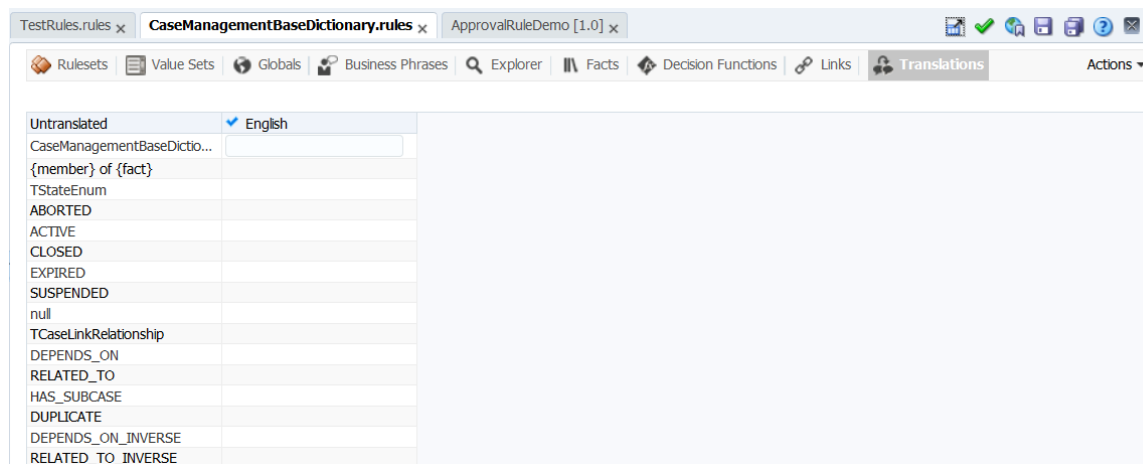 TestRules.rules x CaseManagementBaseDictionary.rules x ApprovalRuleDemo [1.0] x
Rulesets Value Sets Globals Business Phrases Explorer Facts Decision Functions Links Translations Actions
Untranslated English
CaseManagementBaseDictio...
{member} of {fact}
TStateEnum
ABORTED
ACTIVE
CLOSED
EXPIRED
SUSPENDED
null
TCaseLinkRelationship
DEPENDS_ON
RELATED_TO
HAS_SUBCASE
DUPLICATE
DEPENDS_ON_INVERSE
RELATED_TO_INVERSE